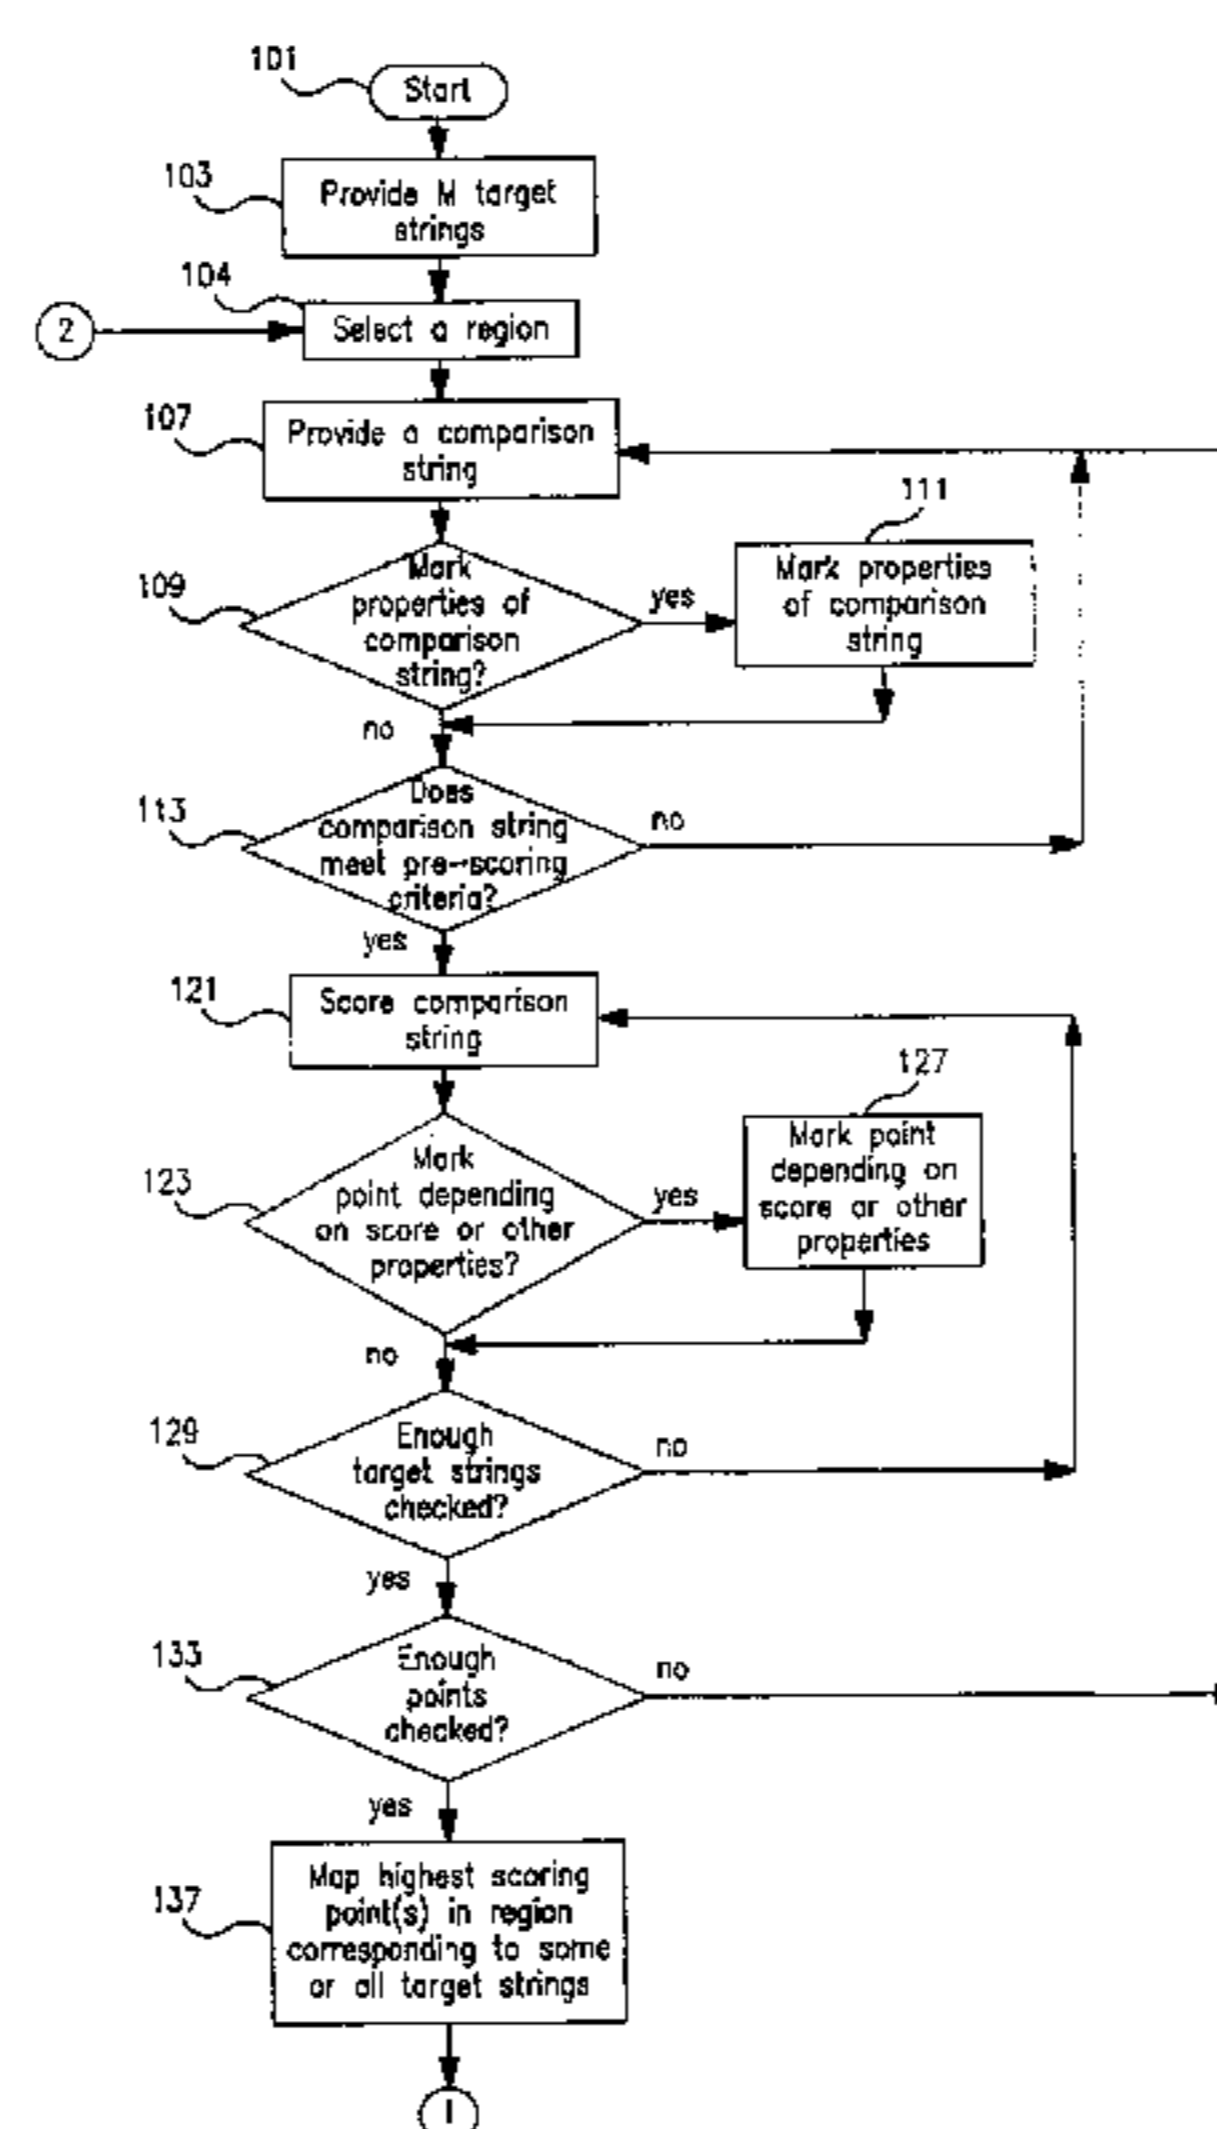 101
Start
103
Provide M target
strings
104
2
Select a region
107
Provide a comparison
string
111
109
Mark
properties of
comparison
string?
yes
Mark properties
of comparison
string
no
113
Does
comparison string
meet pre-scoring
criteria?
no
yes
121
Score comparison
string
127
123
Mark
point depending
on score or other
properties?
yes
Mark point
depending on
score or other
properties
no
129
Enough
target strings
checked?
no
yes
133
Enough
points
checked?
no
yes
137
Map highest scoring
point(s) in region
corresponding to some
or all target strings
1